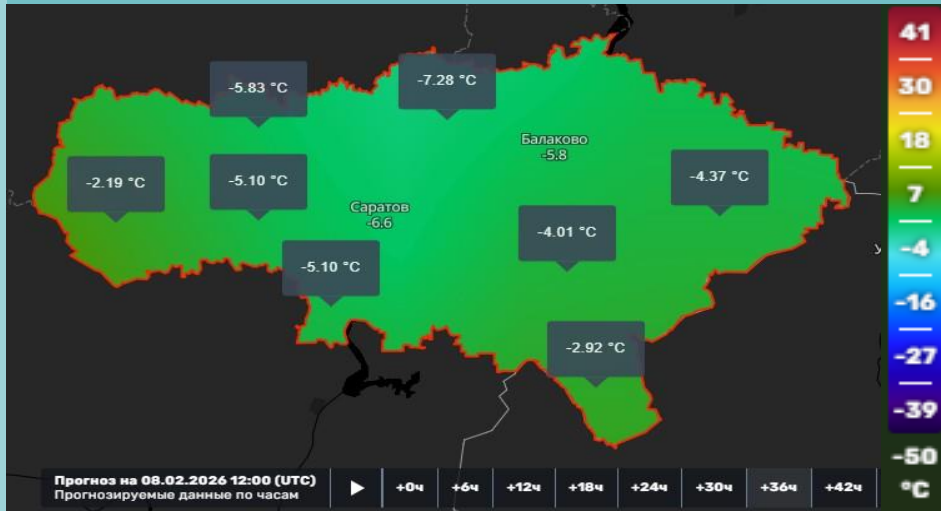 -5.83 °C
-7.28 °C
Балаково
-5.8
-2.19 °C
-5.10 °C
-4.37 °C
Саратов
-6.6
-4.01 °C
-5.10 °C
-2.92 °C
41
30
18
7
-4
-16
-27
-39
-50
°C
Прогноз на 08.02.2026 12:00 (UTC)
Прогнозируемые данные по часам
+0ч +6ч +12ч +18ч +24ч +30ч +36ч +42ч